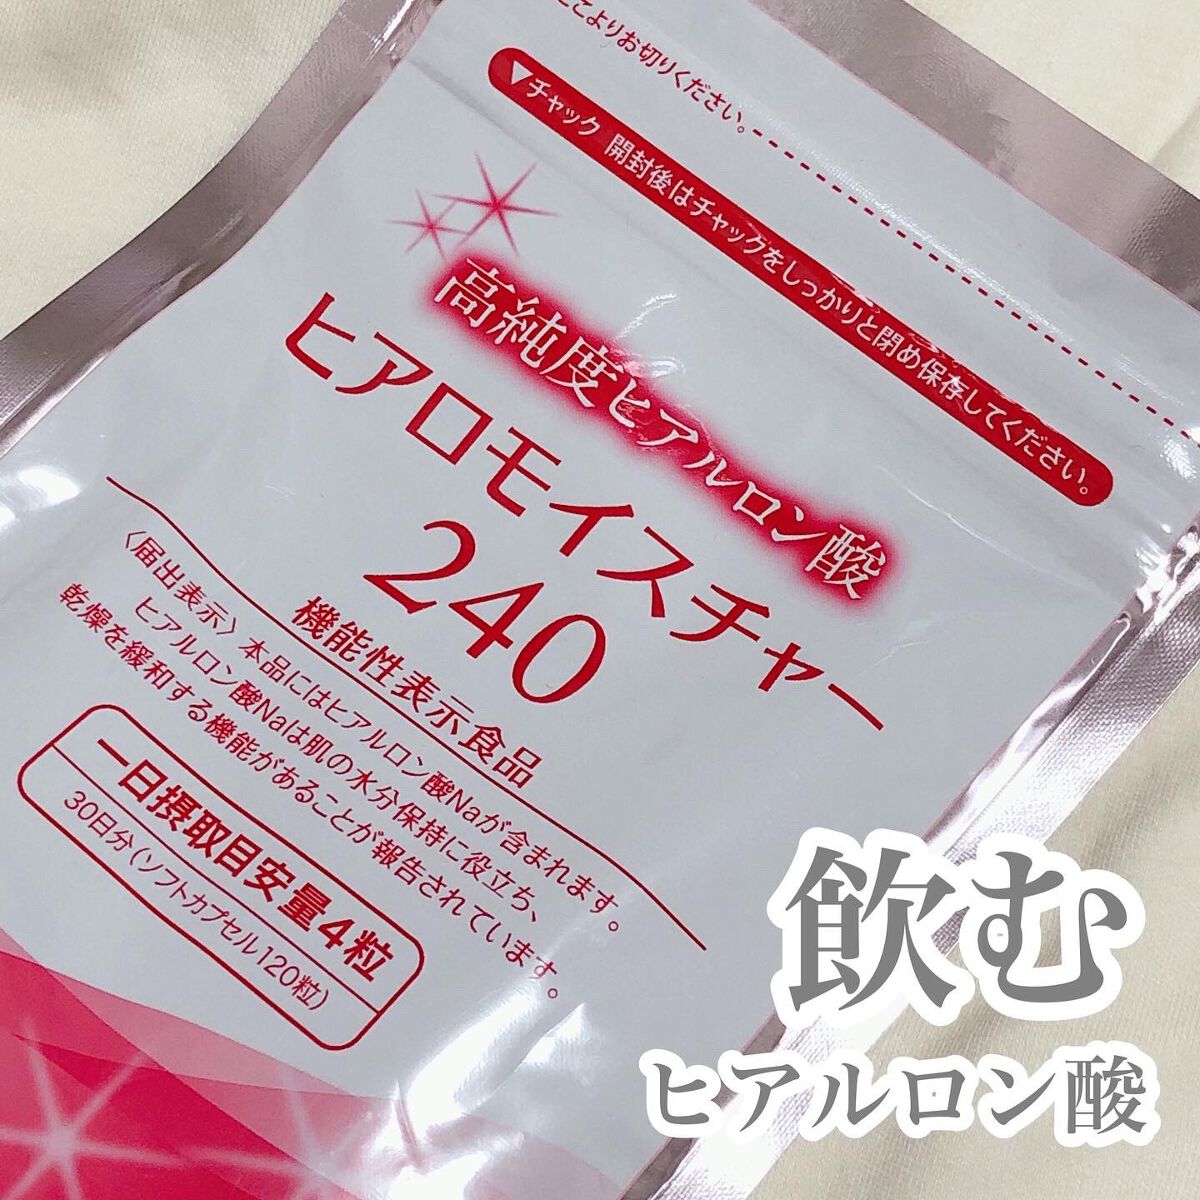 ここよりお切りください。
▼チャック 開封後はチャックをしっかりと閉め保存してください。
高純度ヒアルロン酸
ヒアロモイスチャー
240
機能性表示食品
〈届出表示〉本品にはヒアルロン酸Naが含まれます。
ヒアルロン酸Naは肌の水分保持に役立ち、
乾燥を緩和する機能があることが報告されています。
一日摂取目安量4粒
30日分(ソフトカプセル120粒)
飲む
ヒアルロン酸